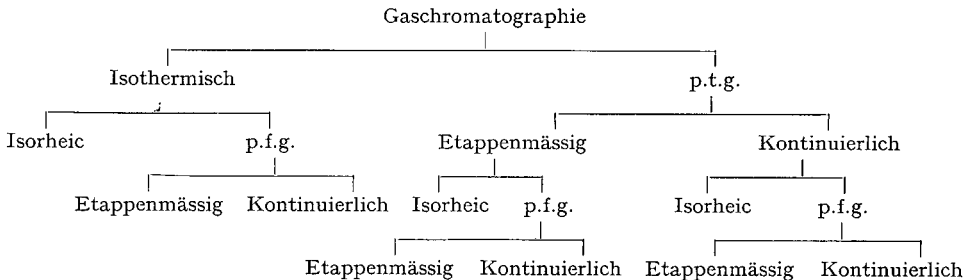 Gaschromatographie
Isothermisch p.t.g.
Isorheic p.f.g. Etappenmässig Kontinuierlich
Etappenmässig Kontinuierlich Isorheic p.f.g. Isorheic p.f.g.
Etappenmässig Kontinuierlich Etappenmässig Kontinuierlich